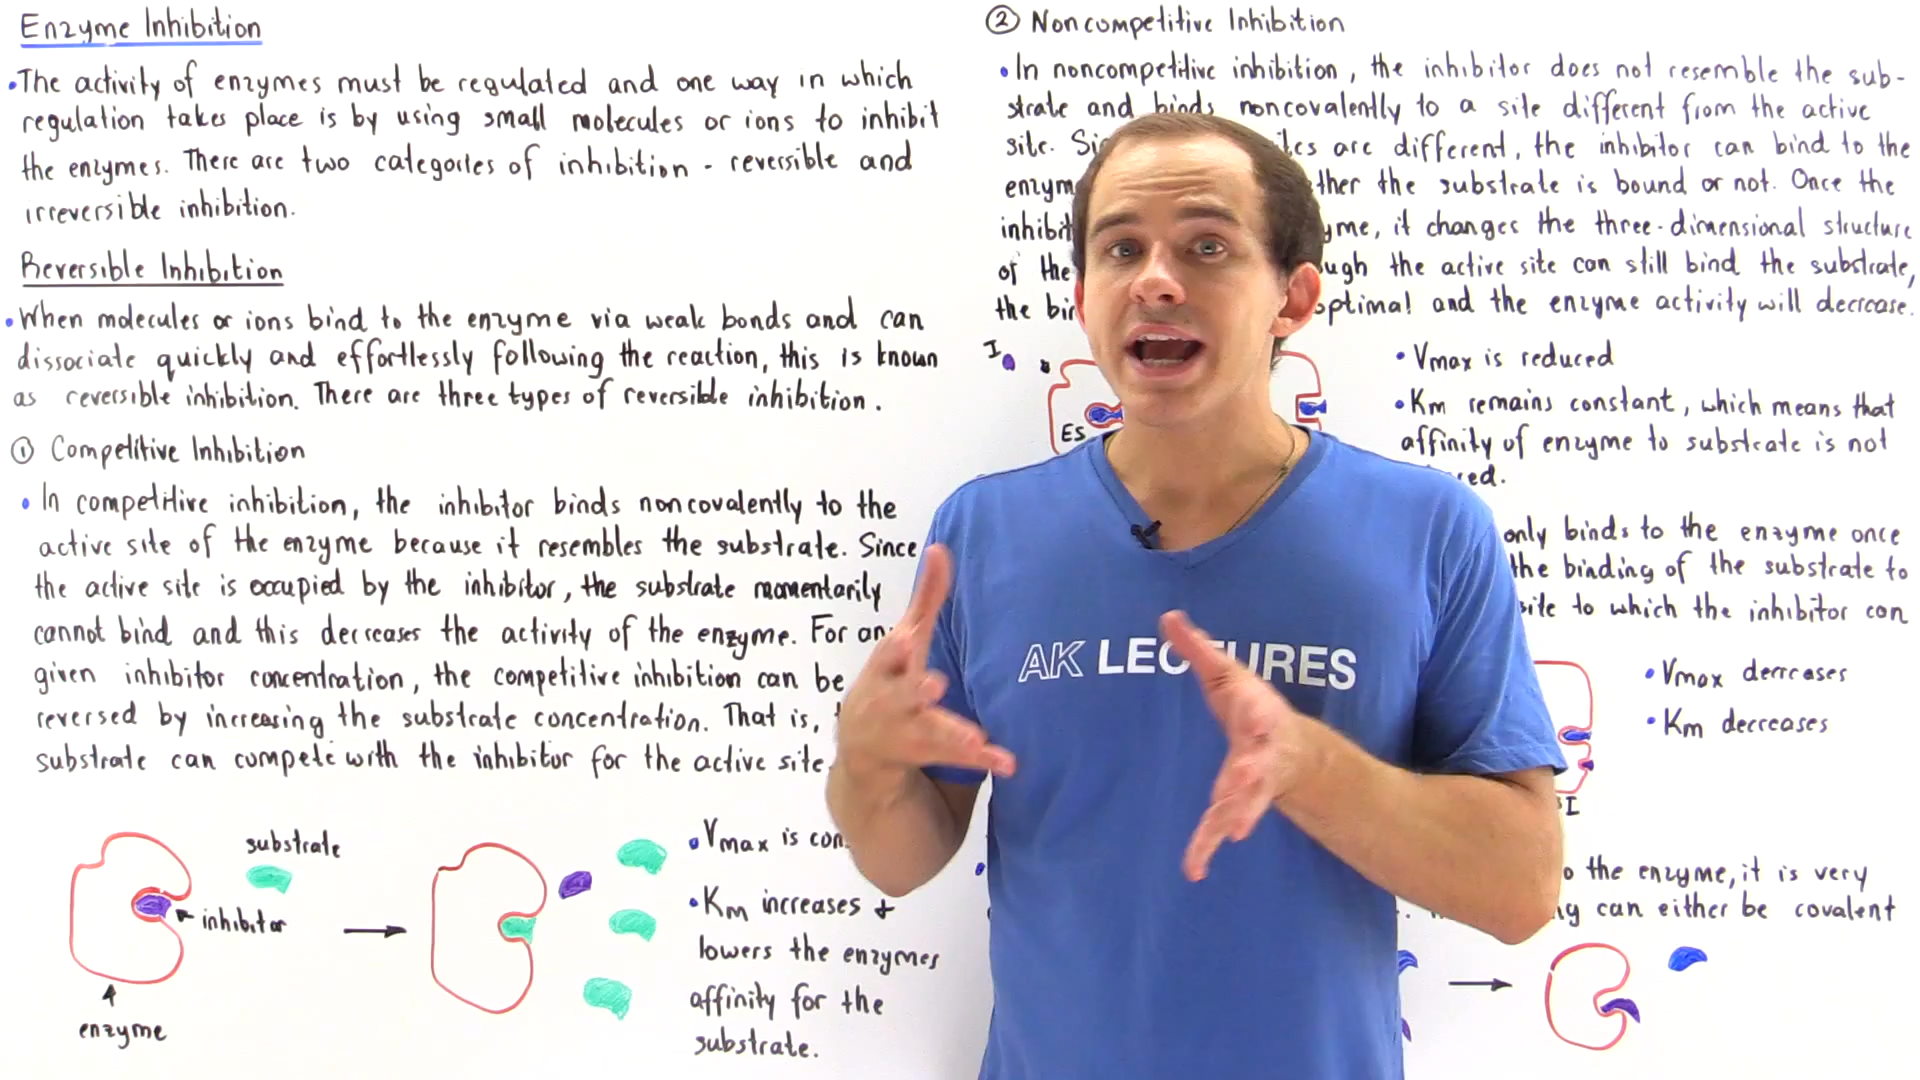 Enzyme Inhibition
•The activity of enzymes must be regulated and one way in which
regulation takes place is by using small molecules or ions to inhibit
the enzymes. There are two categories of inhibition - reversible and
irreversible inhibition.
Reversible Inhibition
•When molecules or ions bind to the enzyme via weak bonds and can
dissociate quickly and effortlessly following the reaction, this is known
as reversible inhibition. There are three types of reversible inhibition.
① Competitive Inhibition
• In competitive inhibition, the inhibitor binds noncovalently to the
active site of the enzyme because it resembles the substrate. Since
the active site is occupied by the inhibitor, the substrate momentarily
cannot bind and this decreases the activity of the enzyme. For
given inhibitor concentration, the competitive inhibition can be
reversed by increasing the substrate concentration. That is,
substrate can compete with the inhibitor for the active site.
substrate
inhibitor
enzyme
•Vmax is
•Km increases +
lowers the enzymes
affinity for the
substrate.
② Noncompetitive Inhibition
•In noncompetitive inhibition, the inhibitor does not resemble the sub-
strate and binds noncovalently to a site different from the active
site. are different, the inhibitor can bind to the
the substrate is bound or not. Once the
it changes the three-dimensional structure
of the the active site can still bind the substrate,
the optimal and the enzyme activity will decrease.
I
ES
•Vmax is reduced
•Km remains constant, which means that
affinity of enzyme to substrate is not
only binds to the enzyme once
the binding of the substrate to
site to which the inhibitor can
•Vmax decreases
•Km decreases
I
the enzyme, it is very
can either be covalent
AK LECTURES